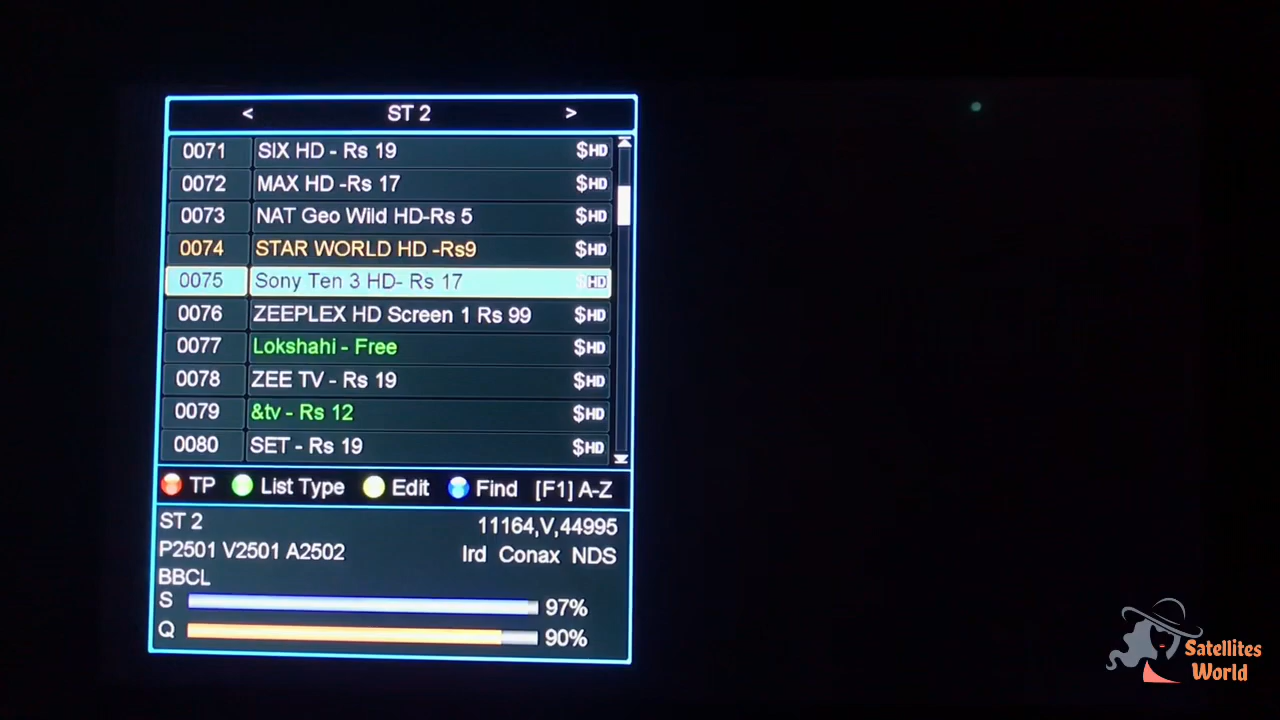 < ST 2 >
0071 SIX HD - Rs 19 $HD
0072 MAX HD -Rs 17 $HD
0073 NAT Geo Wild HD-Rs 5 $HD
0074 STAR WORLD HD -Rs9 $HD
0075 Sony Ten 3 HD- Rs 17 $HD
0076 ZEEPLEX HD Screen 1 Rs 99 $HD
0077 Lokshahi - Free $HD
0078 ZEE TV - Rs 19 $HD
0079 &tv - Rs 12 $HD
0080 SET - Rs 19 $HD
TP List Type Edit Find [F1] A-Z
ST 2 11164,V,44995
P2501 V2501 A2502 Ird Conax NDS
BBCL
S 97%
Q 90%
Satellites
World